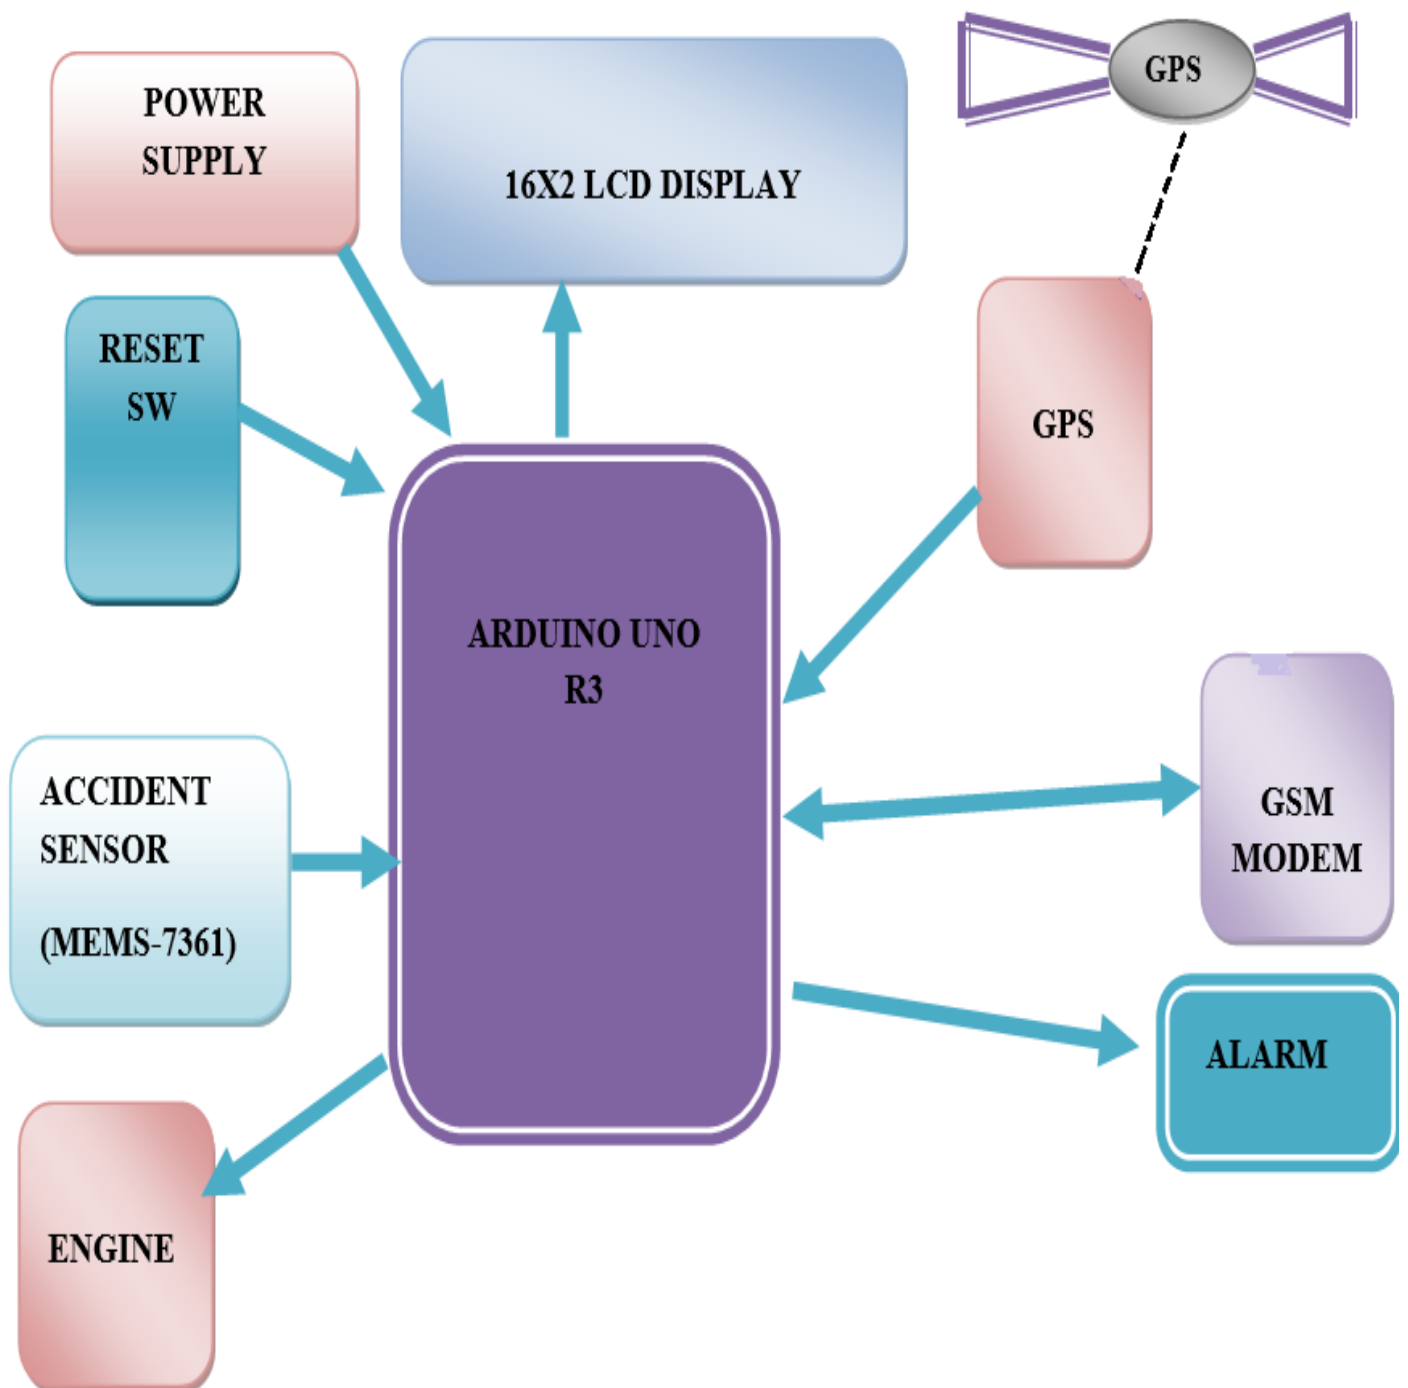 POWER
SUPPLY
16X2 LCD DISPLAY
GPS
RESET
SW
GPS
ARDUINO UNO
R3
ACCIDENT
SENSOR
(MEMS-7361)
GSM
MODEM
ALARM
ENGINE